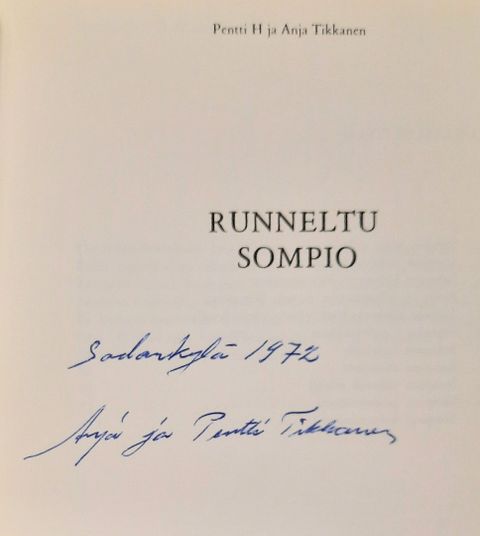 Pentti H ja Anja Tikkanen
RUNNELTU
SOMPIO
Sodankylä 1972
Anja ja Pentti Tikkanen